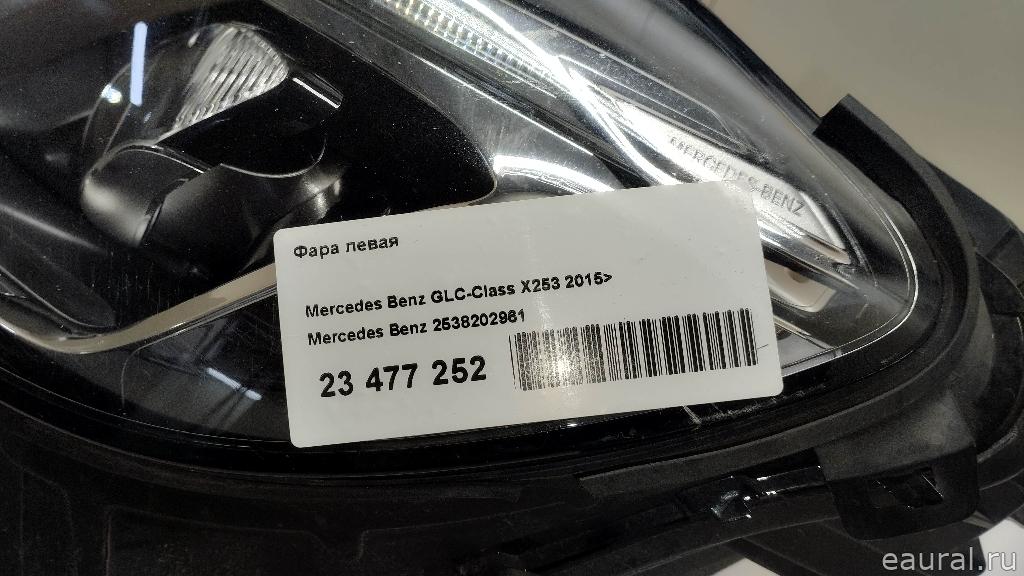 MERCEDES-BENZ
Фара левая
Mercedes Benz GLC-Class X253 2015>
Mercedes Benz 2538202961
23 477 252
eaural.ru